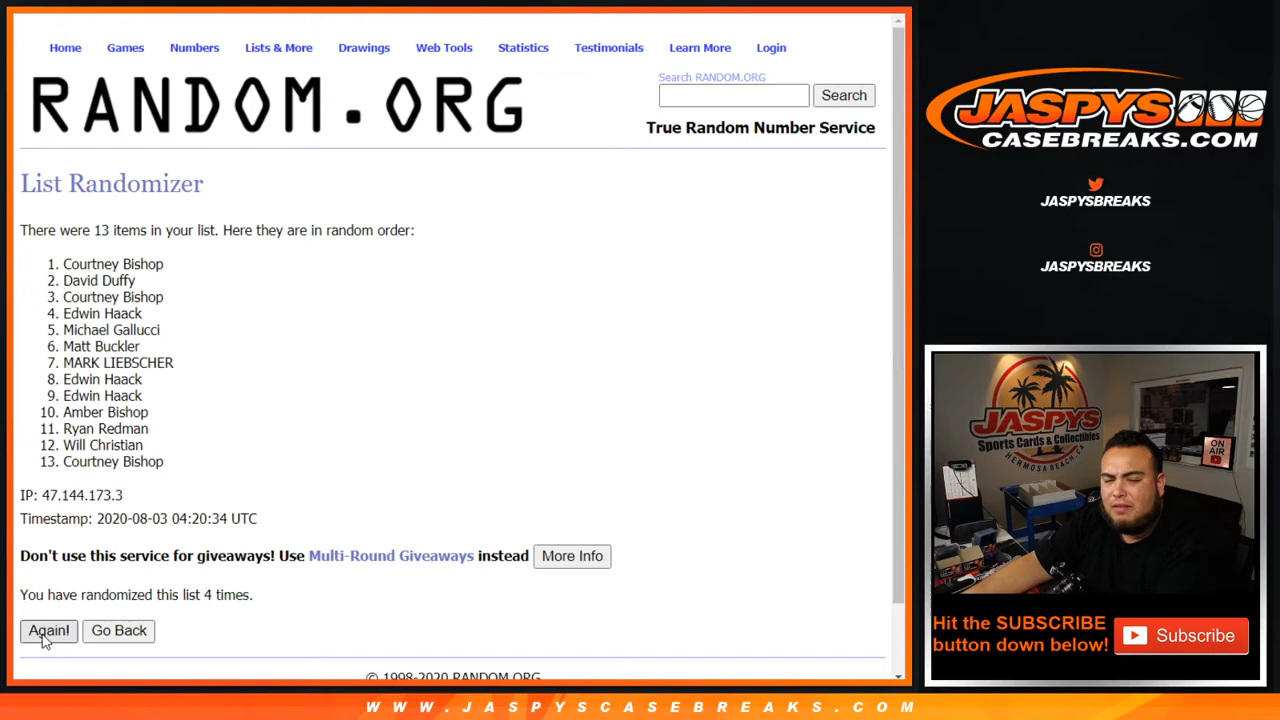 Home Games Numbers Lists & More Drawings Web Tools Statistics Testimonials Learn More Login
RANDOM.ORG
Search RANDOM.ORG
Search
True Random Number Service
List Randomizer
There were 13 items in your list. Here they are in random order:
1. Courtney Bishop
2. David Duffy
3. Courtney Bishop
4. Edwin Haack
5. Michael Gallucci
6. Matt Buckler
7. MARK LIEBSCHER
8. Edwin Haack
9. Edwin Haack
10. Amber Bishop
11. Ryan Redman
12. Will Christian
13. Courtney Bishop
IP: 47.144.173.3
Timestamp: 2020-08-03 04:20:34 UTC
Don't use this service for giveaways! Use Multi-Round Giveaways instead More Info
You have randomized this list 4 times.
Again! Go Back
© 1998-2020 RANDOM.ORG
JASPYS
CASEBREAKS.COM
JASPYSBREAKS
JASPYSBREAKS
JASPYS
Sports Cards & Collectibles
HERMOSA BEACH, CA
ON
AIR
Hit the SUBSCRIBE
button down below!
Subscribe
WWW.JASPYSCASEBREAKS.COM